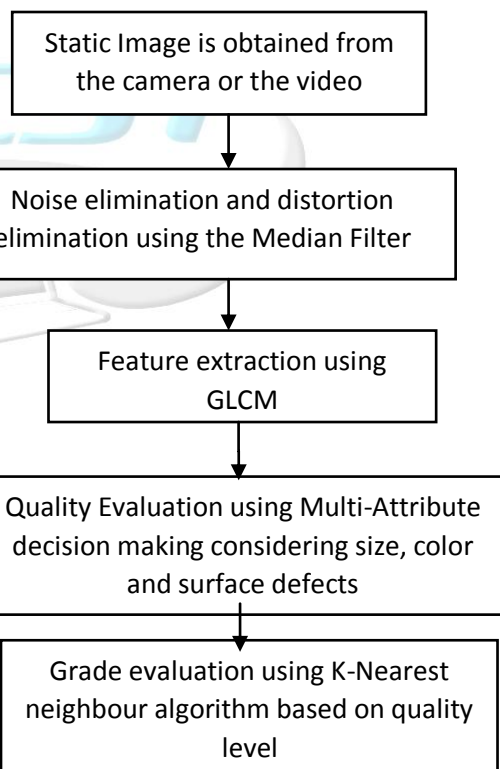 Static Image is obtained from
the camera or the video
Noise elimination and distortion
elimination using the Median Filter
Feature extraction using
GLCM
Quality Evaluation using Multi-Attribute
decision making considering size, color
and surface defects
Grade evaluation using K-Nearest
neighbour algorithm based on quality
level